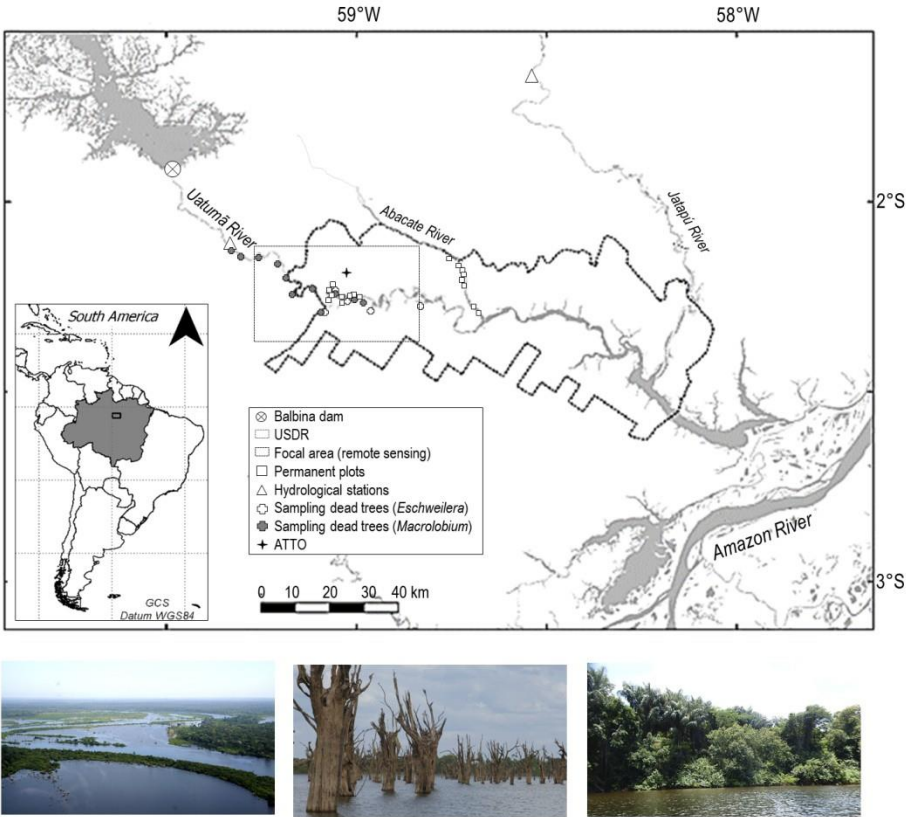 59°W
58°W
2°S
3°S
Uatumã River
Abacate River
Jatapú River
Amazon River
South America
GCS
Datum WGS84
Balbina dam
USDR
Focal area (remote sensing)
Permanent plots
Hydrological stations
Sampling dead trees (Eschweilera)
Sampling dead trees (Macrolobium)
ATTO
0 10 20 30 40 km